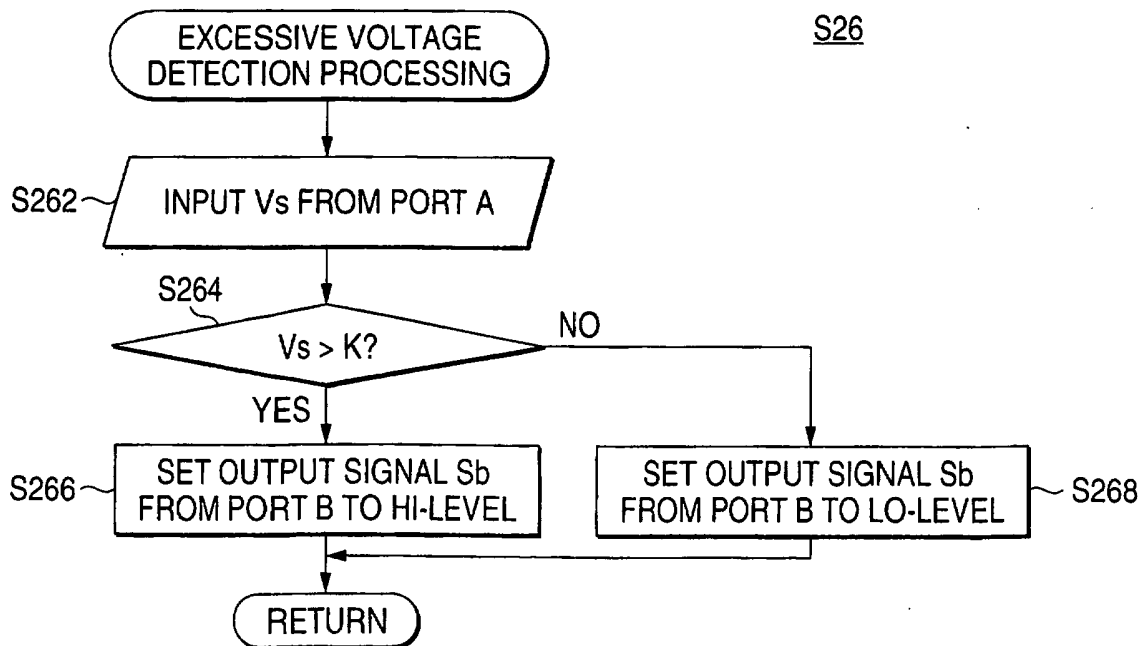 S26
EXCESSIVE VOLTAGE
DETECTION PROCESSING
S262
INPUT Vs FROM PORT A
S264
Vs > K?
NO
YES
S266
SET OUTPUT SIGNAL Sb
FROM PORT B TO HI-LEVEL
SET OUTPUT SIGNAL Sb
FROM PORT B TO LO-LEVEL
S268
RETURN